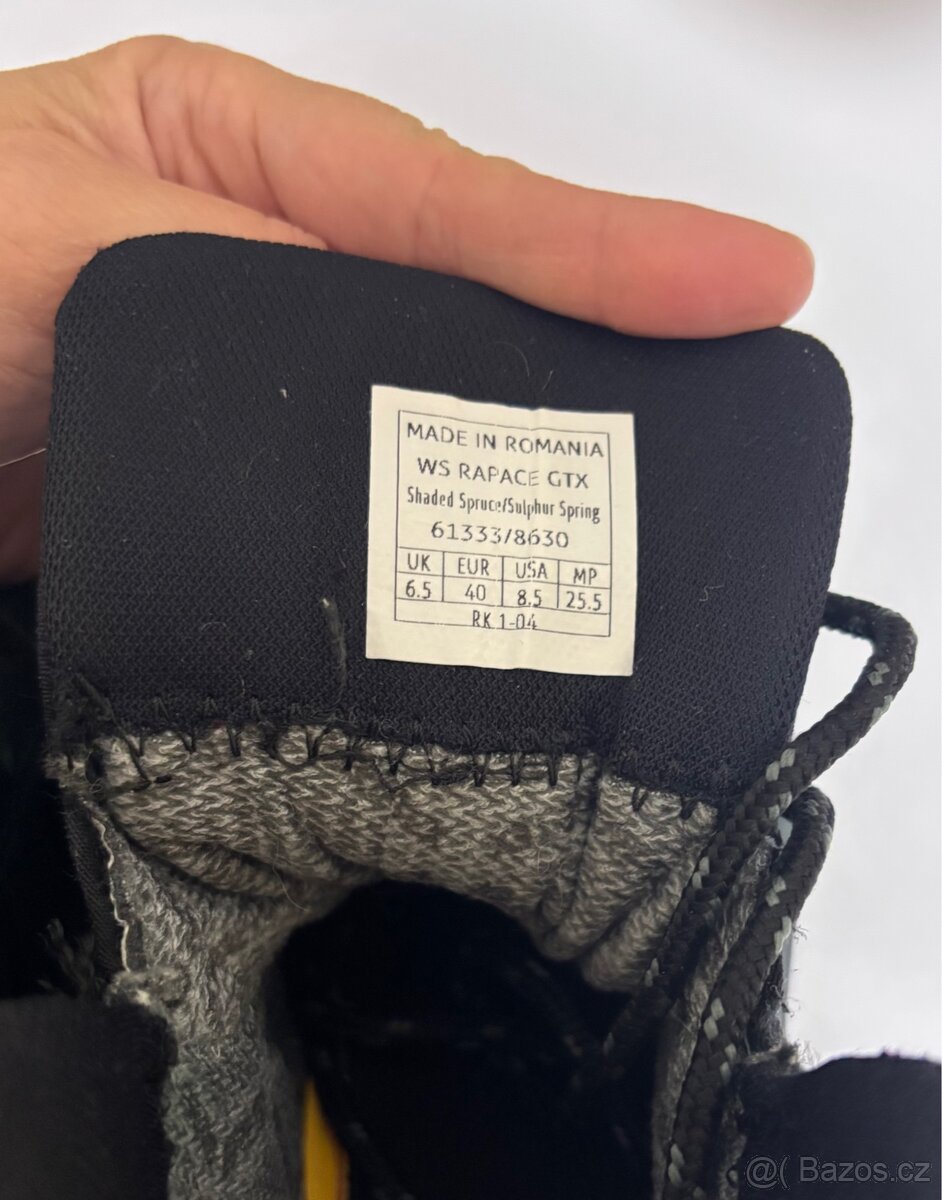 MADE IN ROMANIA
WS RAPACE GTX
Shaded Spruce/Sulphur Spring
61333/8630
UK EUR USA MP
6.5 40 8.5 25.5
RK 1-04
@( Bazos.cz